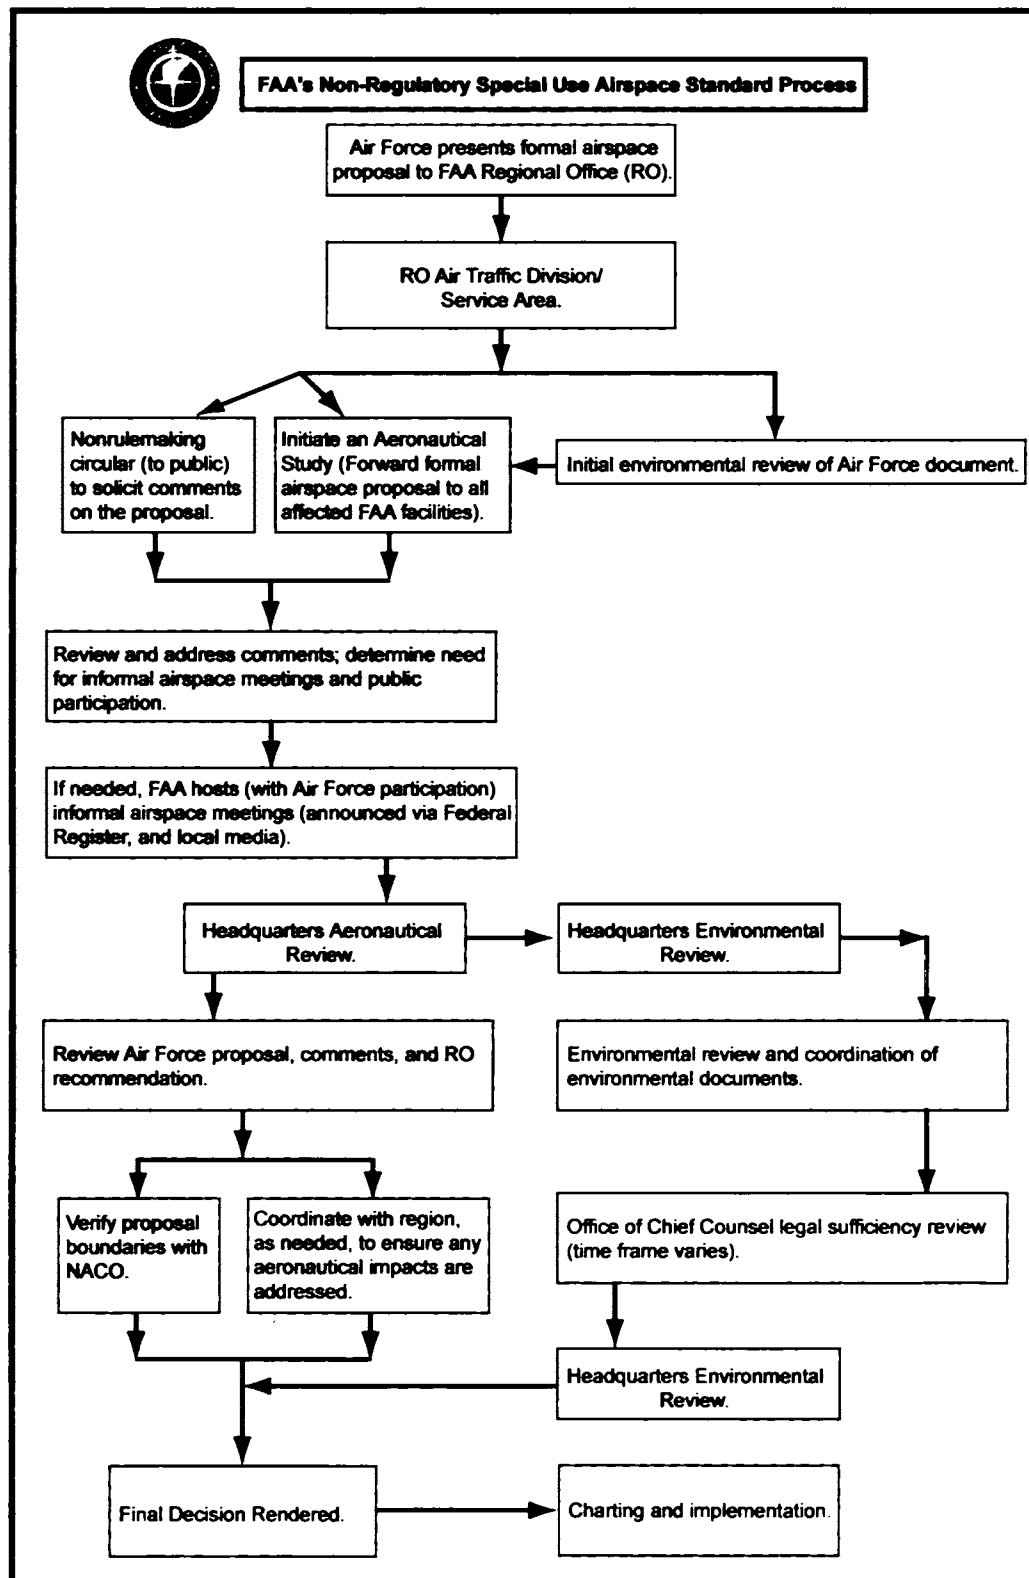 FAA's Non-Regulatory Special Use Airspace Standard Process
Air Force presents formal airspace
proposal to FAA Regional Office (RO).
RO Air Traffic Division/
Service Area.
Nonrulemaking
circular (to public)
to solicit comments
on the proposal.
Initiate an Aeronautical
Study (Forward formal
airspace proposal to all
affected FAA facilities).
Initial environmental review of Air Force document.
Review and address comments; determine need
for informal airspace meetings and public
participation.
If needed, FAA hosts (with Air Force participation)
informal airspace meetings (announced via Federal
Register, and local media).
Headquarters Aeronautical
Review.
Headquarters Environmental
Review.
Review Air Force proposal, comments, and RO
recommendation.
Environmental review and coordination of
environmental documents.
Verify proposal
boundaries with
NACO.
Coordinate with region,
as needed, to ensure any
aeronautical impacts are
addressed.
Office of Chief Counsel legal sufficiency review
(time frame varies).
Headquarters Environmental
Review.
Final Decision Rendered.
Charting and implementation.